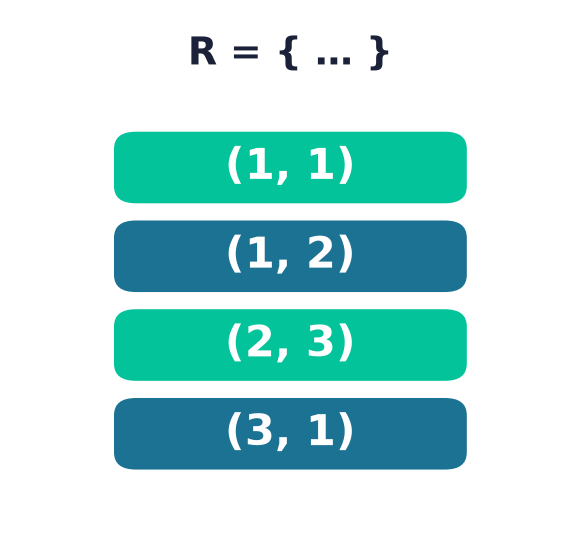 R = { … }
(1, 1)
(1, 2)
(2, 3)
(3, 1)